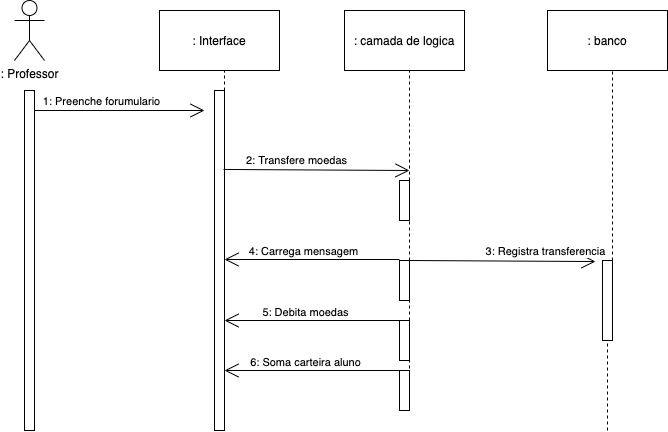 : Interface
: camada de logica
: banco
: Professor
1: Preenche forumulario
2: Transfere moedas
4: Carrega mensagem
3: Registra transferencia
5: Debita moedas
6: Soma carteira aluno